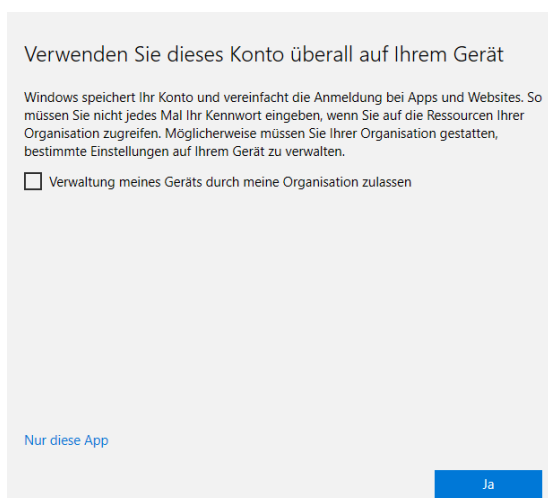 Verwenden Sie dieses Konto überall auf Ihrem Gerät
Windows speichert Ihr Konto und vereinfacht die Anmeldung bei Apps und Websites. So
müssen Sie nicht jedes Mal Ihr Kennwort eingeben, wenn Sie auf die Ressourcen Ihrer
Organisation zugreifen. Möglicherweise müssen Sie Ihrer Organisation gestatten,
bestimmte Einstellungen auf Ihrem Gerät zu verwalten.
Verwaltung meines Geräts durch meine Organisation zulassen
Nur diese App
Ja